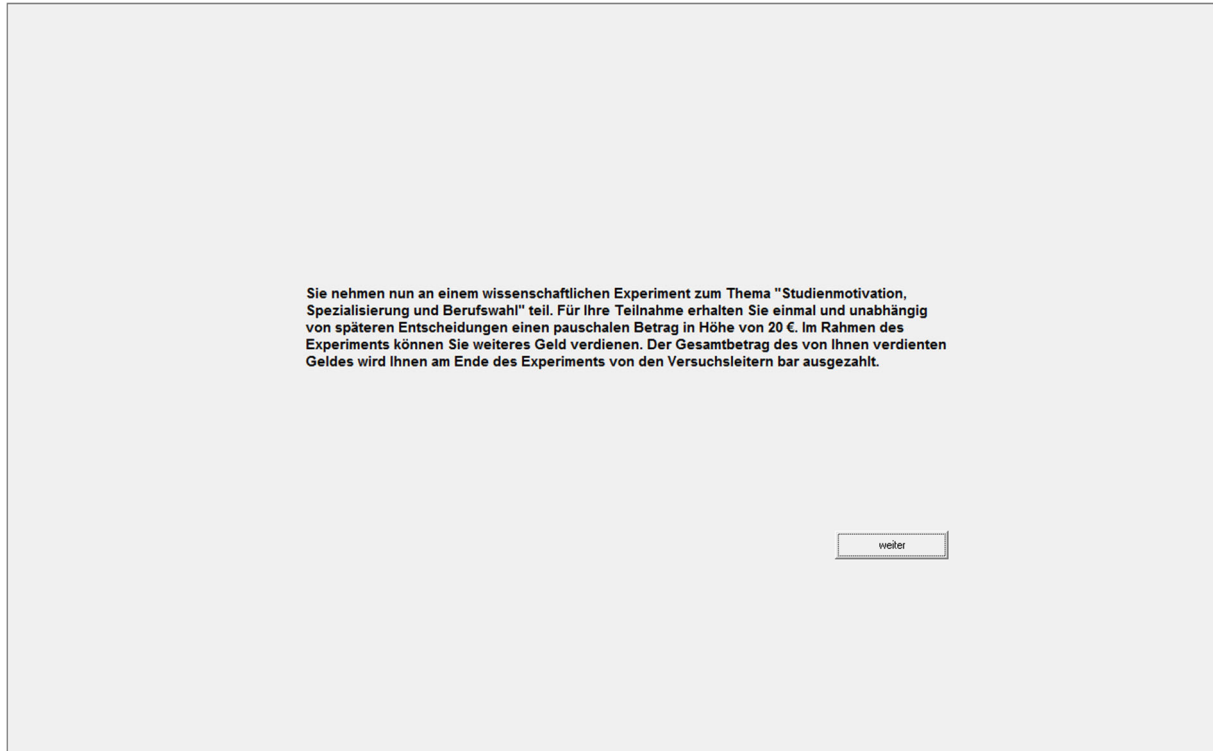 Sie nehmen nun an einem wissenschaftlichen Experiment zum Thema "Studienmotivation,
Spezialisierung und Berufswahl" teil. Für Ihre Teilnahme erhalten Sie einmal und unabhängig
von späteren Entscheidungen einen pauschalen Betrag in Höhe von 20 €. Im Rahmen des
Experiments können Sie weiteres Geld verdienen. Der Gesamtbetrag des von Ihnen verdienten
Geldes wird Ihnen am Ende des Experiments von den Versuchsleitern bar ausgezahlt.
weiter